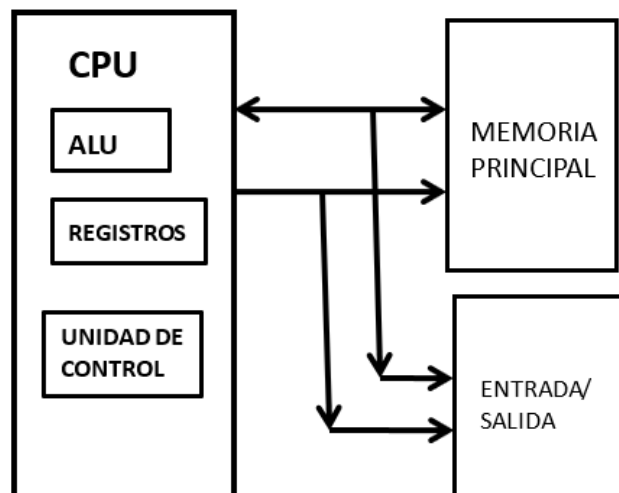 CPU
ALU
REGISTROS
UNIDAD DE
CONTROL
MEMORIA
PRINCIPAL
ENTRADA/
SALIDA